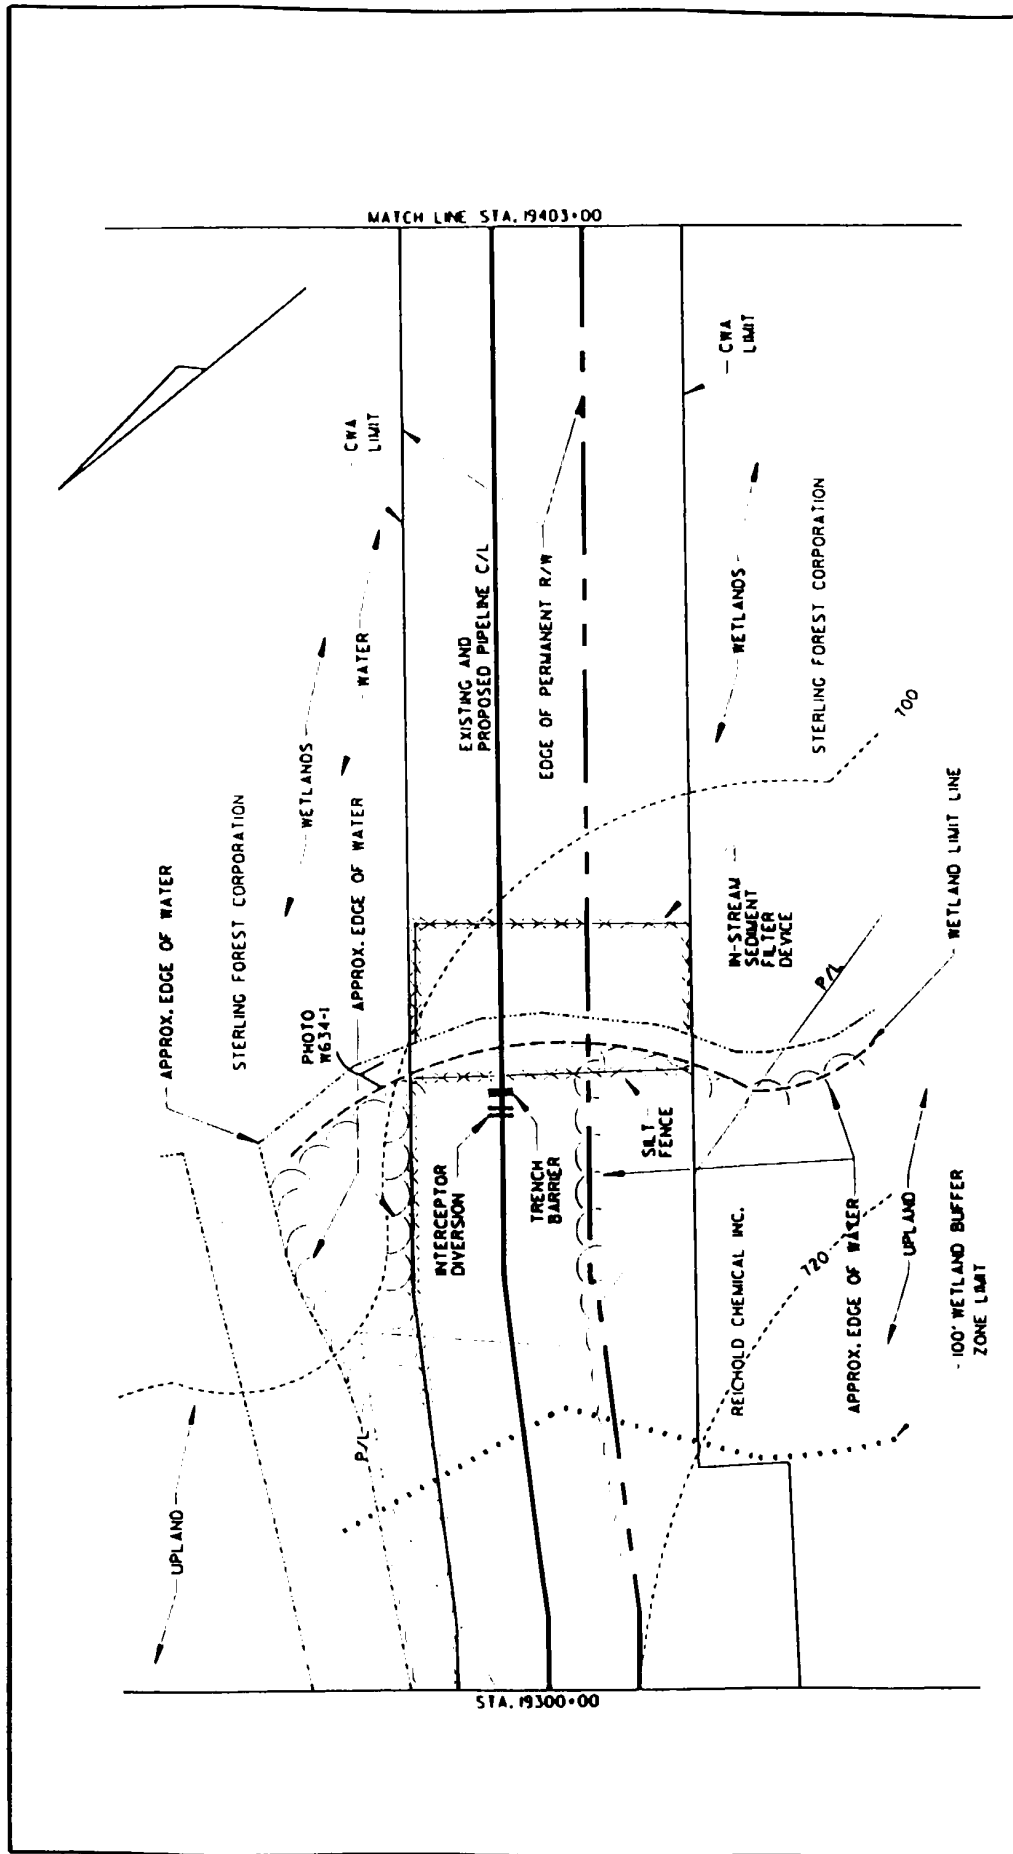 MATCH LINE STA. 19403+00
CWA
LIMIT
CWA
LIMIT
WATER
WETLANDS
EXISTING AND
PROPOSED PIPELINE C/L
EDGE OF PERMANENT R/W
WETLANDS
STERLING FOREST CORPORATION
700
APPROX. EDGE OF WATER
STERLING FOREST CORPORATION
APPROX. EDGE OF WATER
PHOTO
W634-1
IN-STREAM
SEDIMENT
FILTER
DEVICE
P/L
WETLAND LIMIT LINE
INTERCEPTOR
DIVERSION
TRENCH
BARRIER
SILT
FENCE
REICHOLD CHEMICAL INC.
720
APPROX. EDGE OF WATER
UPLAND
100' WETLAND BUFFER
ZONE LIMIT
P/L
UPLAND
STA. 19300+00